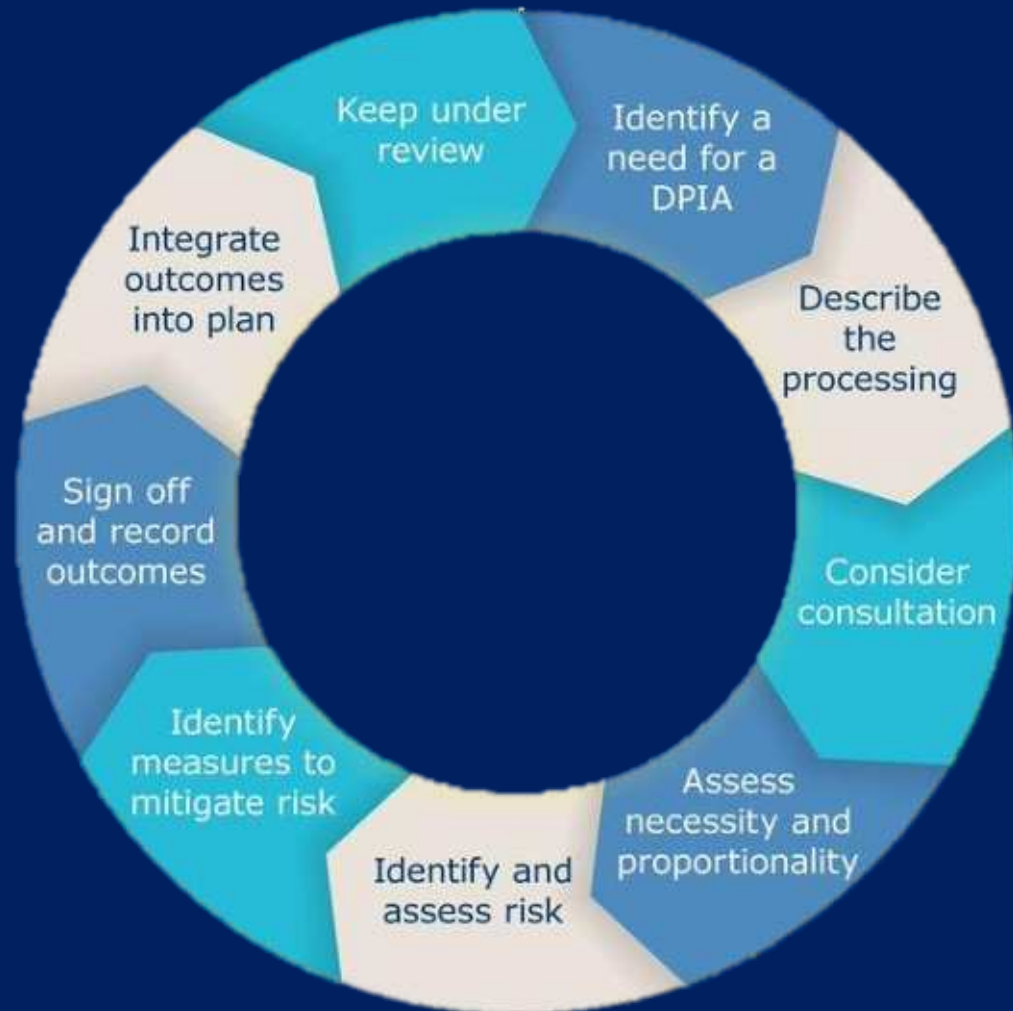 Keep under
review
Identify a
need for a
DPIA
Describe
the
processing
Consider
consultation
Assess
necessity and
proportionality
Identify and
assess risk
Identify
measures to
mitigate risk
Sign off
and record
outcomes
Integrate
outcomes
into plan